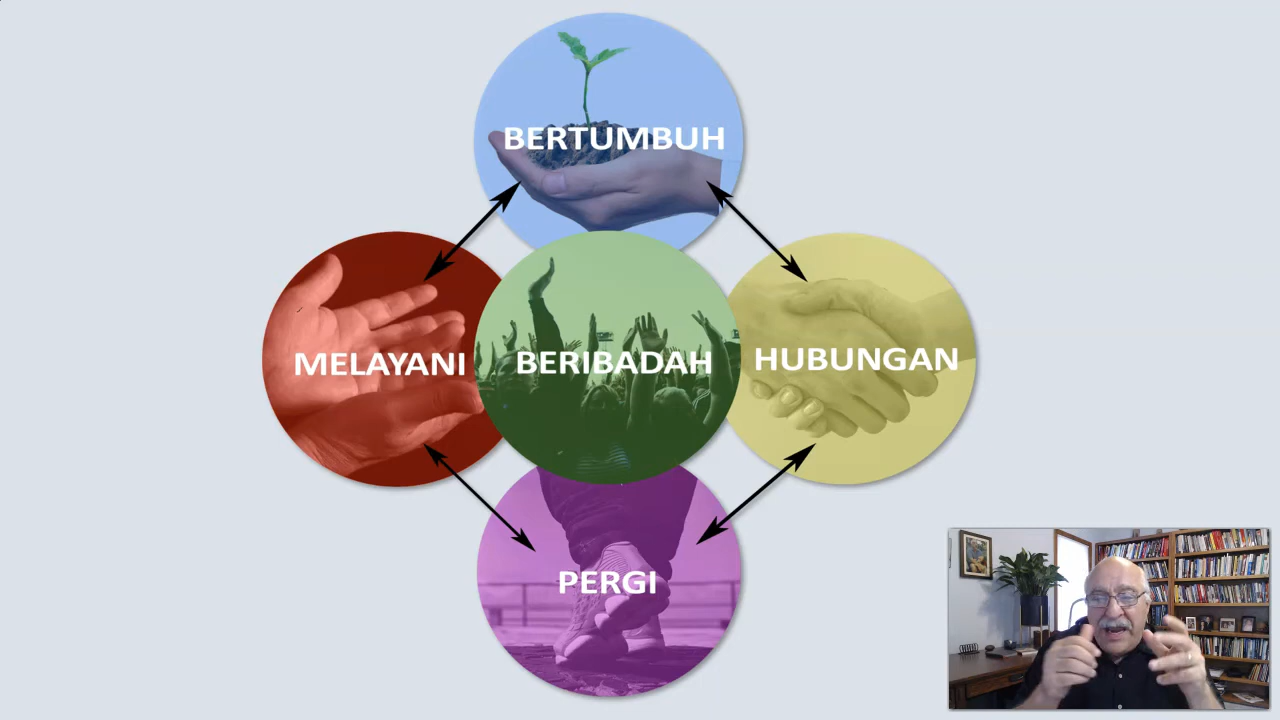 BERTUMBUH
MELAYANI
BERIBADAH
HUBUNGAN
PERGI